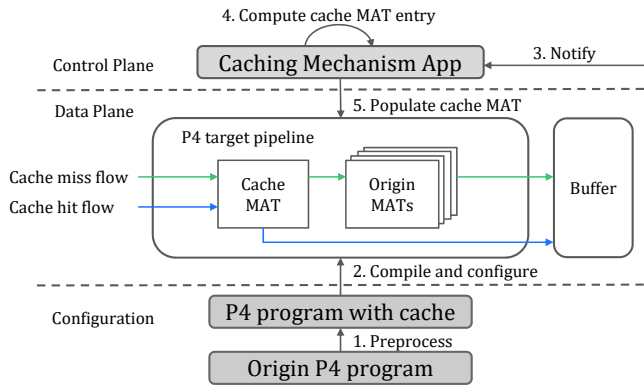 4. Compute cache MAT entry
Control Plane
Caching Mechanism App
3. Notify
Data Plane
5. Populate cache MAT
P4 target pipeline
Cache miss flow
Cache hit flow
Cache
MAT
Origin
MATs
Buffer
2. Compile and configure
Configuration
P4 program with cache
1. Preprocess
Origin P4 program